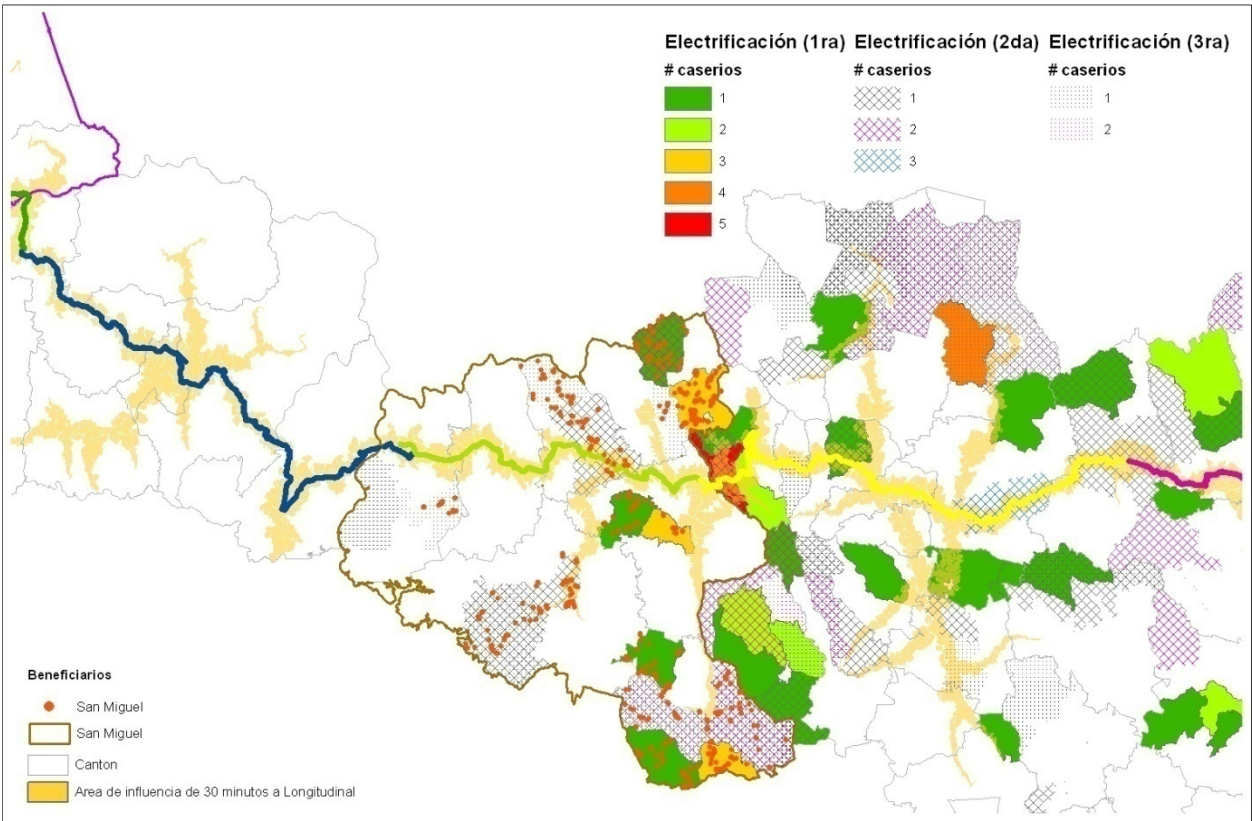 Electrificación (1ra) Electrificación (2da) Electrificación (3ra)
# caserios # caserios # caserios
1 1 1
2 2 2
3 3
4
5
Beneficiarios
San Miguel
San Miguel
Canton
Area de influencia de 30 minutos a Longitudinal